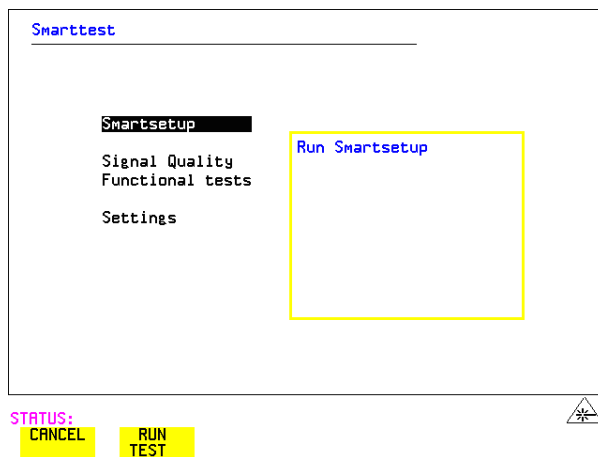 Smarttest
Smartsetup
Run Smartsetup
Signal Quality
Functional tests
Settings
STATUS:
CANCEL
RUN
TEST